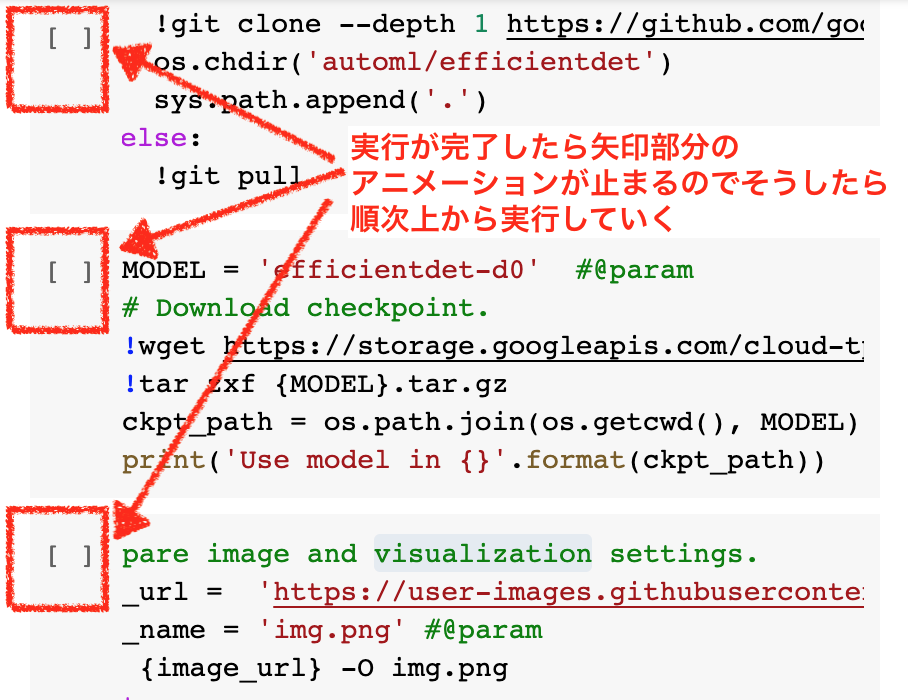 [ ] !git clone --depth 1 https://github.com/goo
os.chdir('automl/efficientdet')
sys.path.append('.')
else:
!git pull
実行が完了したら矢印部分の
アニメーションが止まるのでそうしたら
順次上から実行していく
[ ] MODEL = 'efficientdet-d0' #@param
# Download checkpoint.
!wget https://storage.googleapis.com/cloud-tp
!tar zxf {MODEL}.tar.gz
ckpt_path = os.path.join(os.getcwd(), MODEL)
print('Use model in {}'.format(ckpt_path))
[ ] pare image and visualization settings.
_url = 'https://user-images.githubuserconte
_name = 'img.png' #@param
{image_url} -O img.png